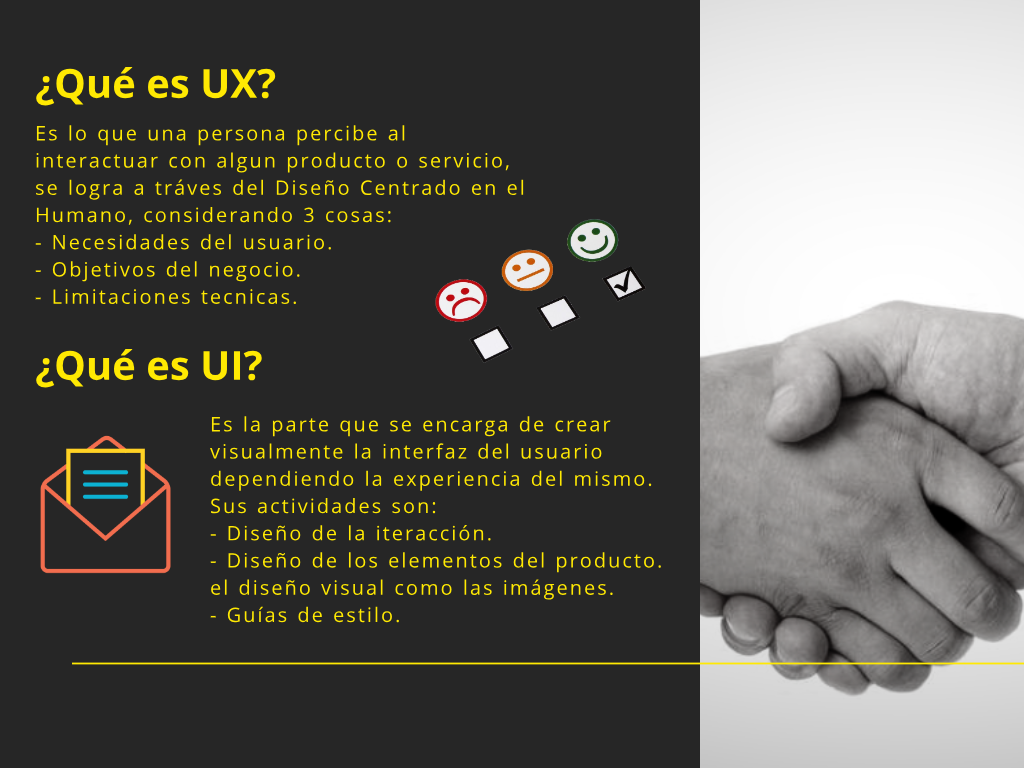 ¿Qué es UX?
Es lo que una persona percibe al
interactuar con algun producto o servicio,
se logra a tráves del Diseño Centrado en el
Humano, considerando 3 cosas:
- Necesidades del usuario.
- Objetivos del negocio.
- Limitaciones tecnicas.
¿Qué es UI?
Es la parte que se encarga de crear
visualmente la interfaz del usuario
dependiendo la experiencia del mismo.
Sus actividades son:
- Diseño de la iteracción.
- Diseño de los elementos del producto.
el diseño visual como las imágenes.
- Guías de estilo.